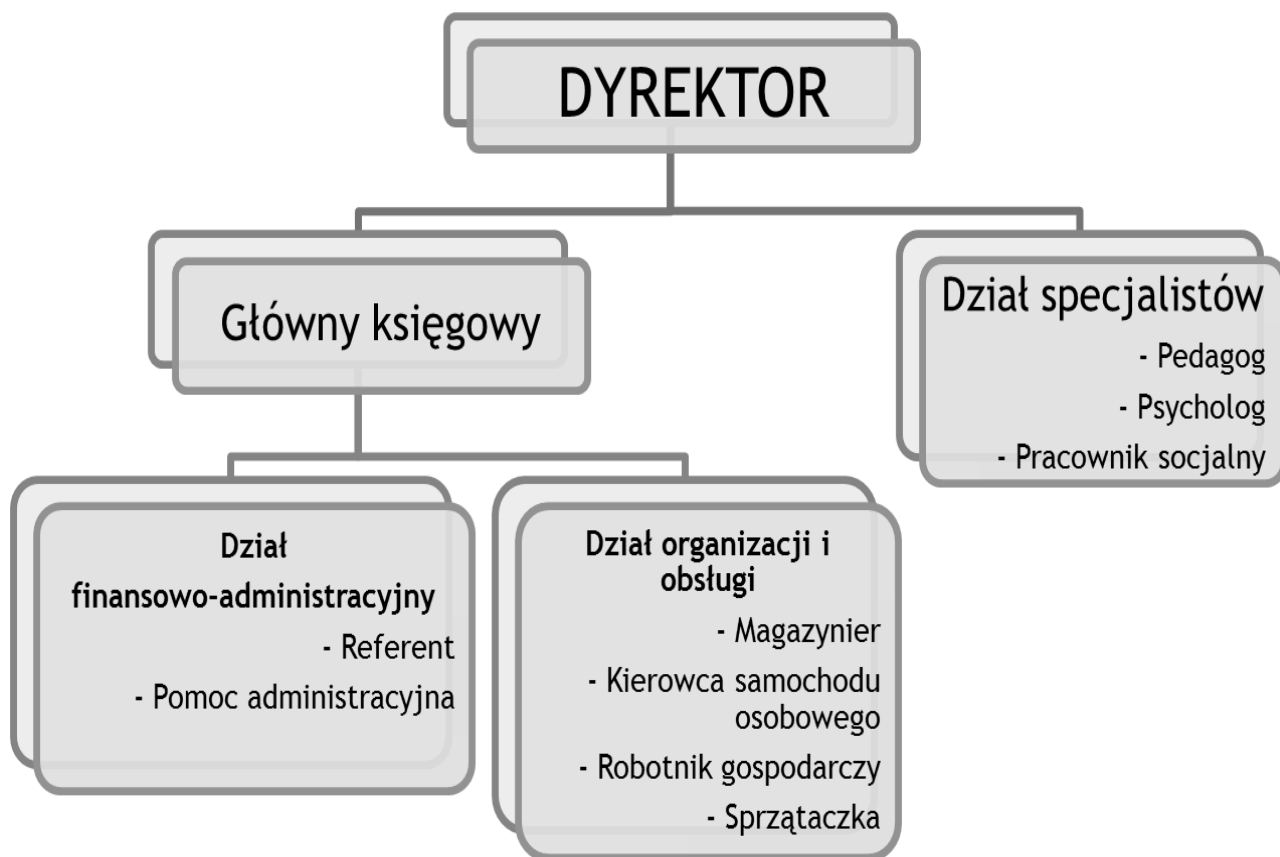 DYREKTOR
Główny księgowy
Dział specjalistów
- Pedagog
- Psycholog
- Pracownik socjalny
Dział
finansowo-administracyjny
- Referent
- Pomoc administracyjna
Dział organizacji i
obsługi
- Magazynier
- Kierowca samochodu
osobowego
- Robotnik gospodarczy
- Sprzątaczka